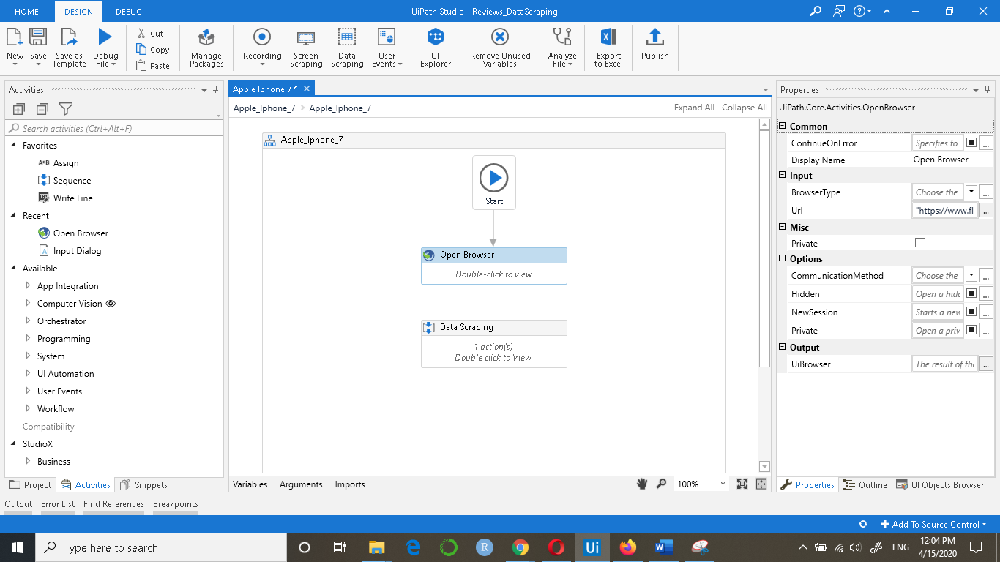 HOME
DESIGN
DEBUG
UiPath Studio - Reviews_DataScraping
New
Save
Save as
Template
Debug
File
Cut
Copy
Paste
Manage
Packages
Recording
Screen
Scraping
Data
Scraping
User
Events
UI
Explorer
Remove Unused
Variables
Analyze
File
Export
to Excel
Publish
Activities
Search activities (Ctrl+Alt+F)
Favorites
A*B Assign
Sequence
Write Line
Recent
Open Browser
Input Dialog
Available
App Integration
Computer Vision
Orchestrator
Programming
System
UI Automation
User Events
Workflow
Compatibility
StudioX
Business
Project
Activities
Snippets
Apple Iphone 7*
Apple_Iphone_7 > Apple_Iphone_7
Expand All
Collapse All
Apple_Iphone_7
Start
Open Browser
Double-click to view
Data Scraping
1 action(s)
Double click to View
Variables
Arguments
Imports
100%
Properties
UiPath.Core.Activities.OpenBrowser
Common
ContinueOnError Specifies to ...
Display Name Open Browser
Input
BrowserType Choose the ...
Url "https://www.fl ...
Misc
Private
Options
CommunicationMethod Choose the ...
Hidden Open a hidd ...
NewSession Starts a new ...
Private Open a priv ...
Output
UiBrowser The result of the ...
Properties
Outline
UI Objects Browser
Output
Error List
Find References
Breakpoints
Add To Source Control
Type here to search
R
Ui
ENG
12:04 PM
4/15/2020